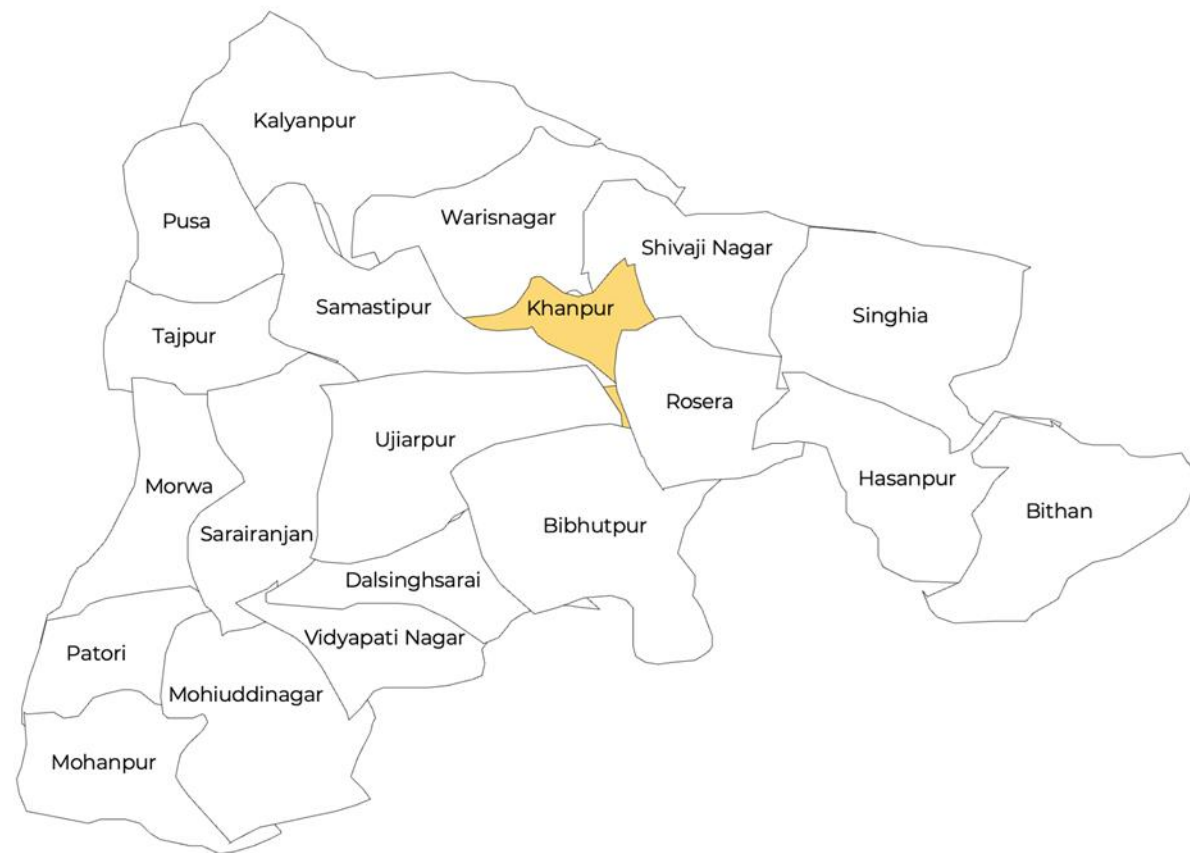 Kalyanpur
Pusa
Warisnagar
Shivaji Nagar
Samastipur
Khanpur
Singhia
Tajpur
Rosera
Ujiarpur
Hasanpur
Morwa
Bithan
Sarairanjan
Bibhutpur
Dalsinghsarai
Vidyapati Nagar
Patori
Mohiuddinagar
Mohanpur